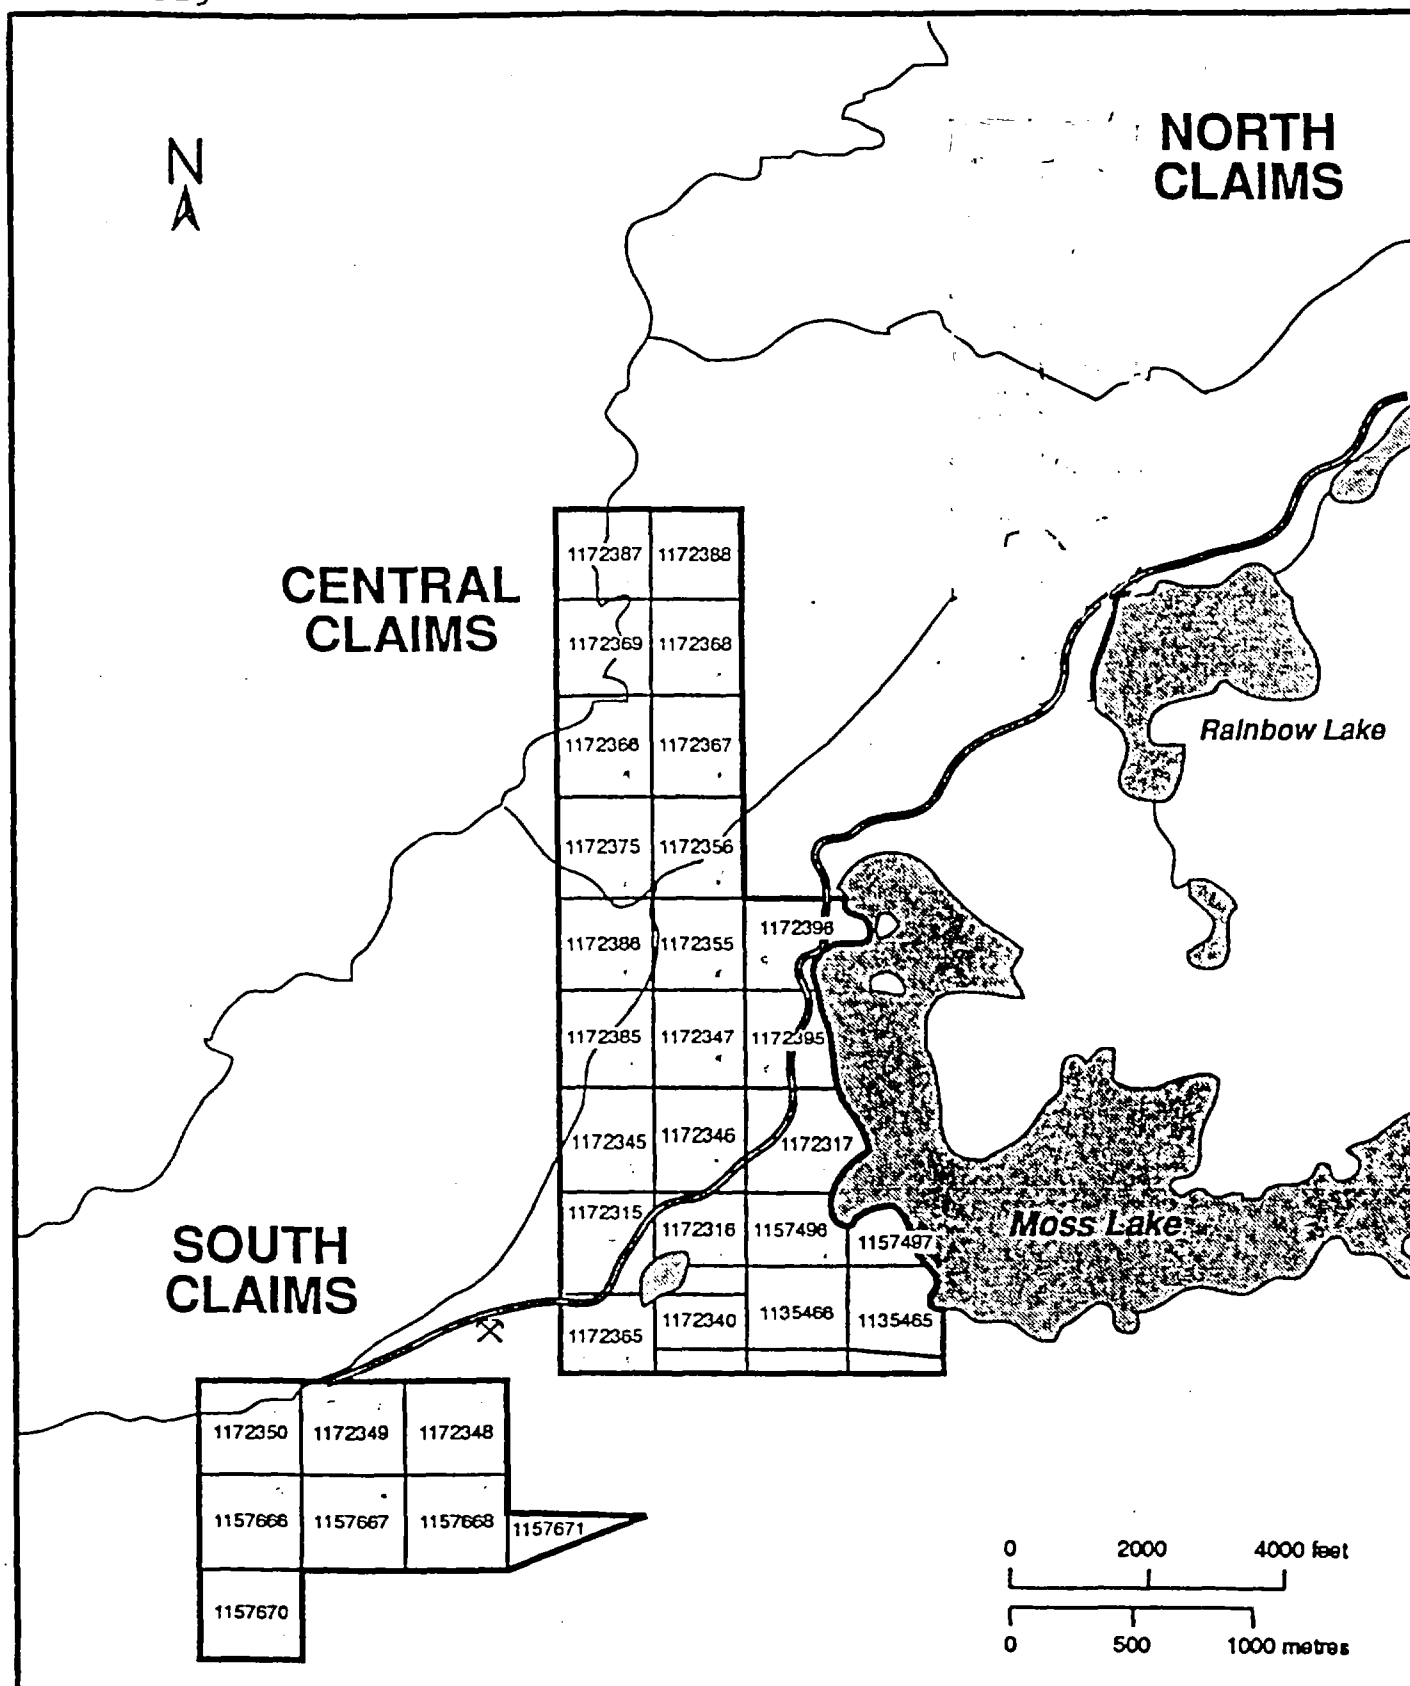 NORTH
CLAIMS
N
CENTRAL
CLAIMS
1172387 1172388
1172369 1172368
Rainbow Lake
1172366 1172367
1172375 1172356
1172396
1172386 1172355
1172385 1172347 1172395
1172345 1172346 1172317
1172315 1172316 1157496 1157497
Moss Lake
SOUTH
CLAIMS
1172365 1172340 1135466 1135465
1172350 1172349 1172348
1157666 1157667 1157668 1157671
1157670
0 2000 4000 feet
0 500 1000 metres